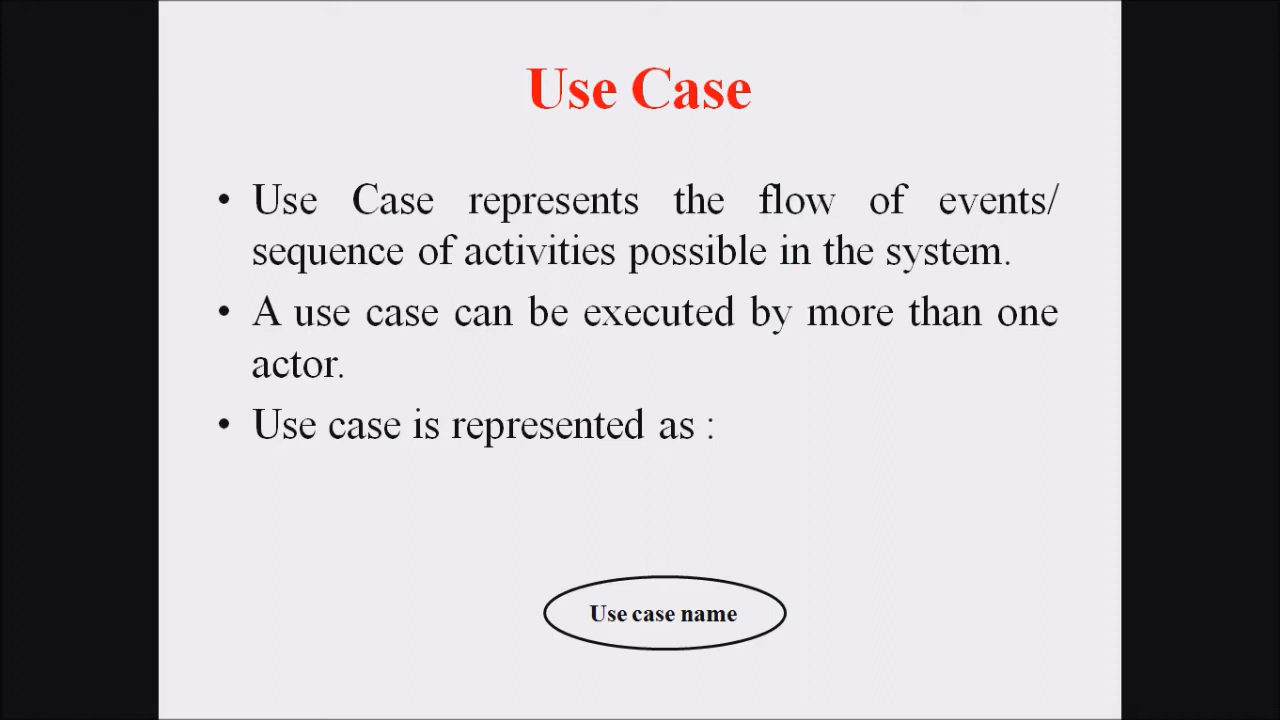 Use Case
• Use Case represents the flow of events/
sequence of activities possible in the system.
• A use case can be executed by more than one
actor.
• Use case is represented as :
Use case name